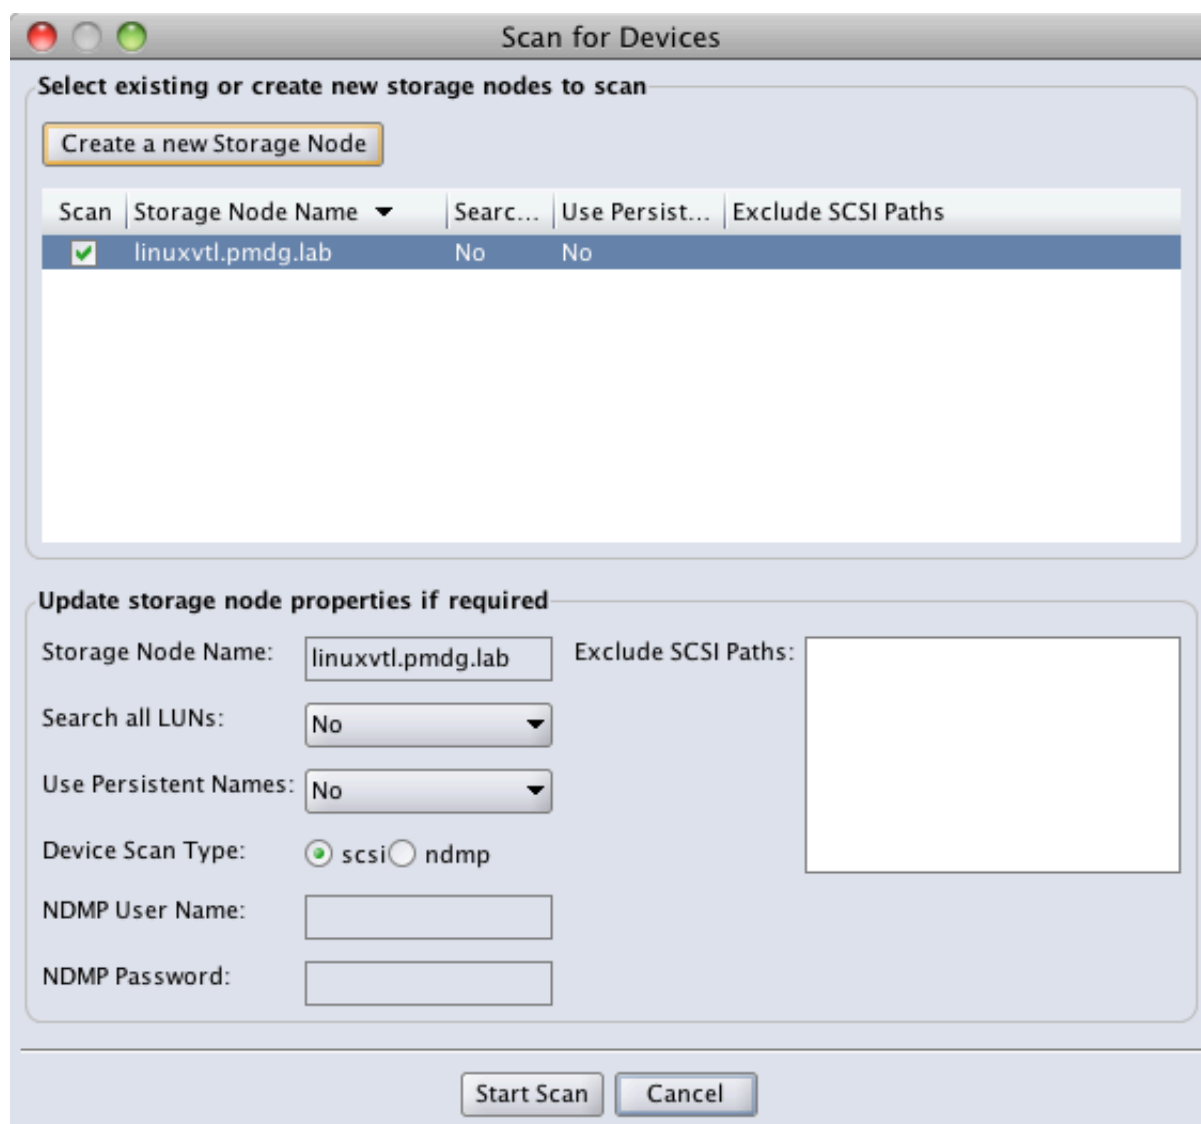 Scan for Devices
Select existing or create new storage nodes to scan
Create a new Storage Node
Scan Storage Node Name Searc... Use Persist... Exclude SCSI Paths
linuxvtl.pmdg.lab No No
Update storage node properties if required
Storage Node Name: linuxvtl.pmdg.lab Exclude SCSI Paths:
Search all LUNs: No
Use Persistent Names: No
Device Scan Type: scsi ndmp
NDMP User Name:
NDMP Password:
Start Scan Cancel